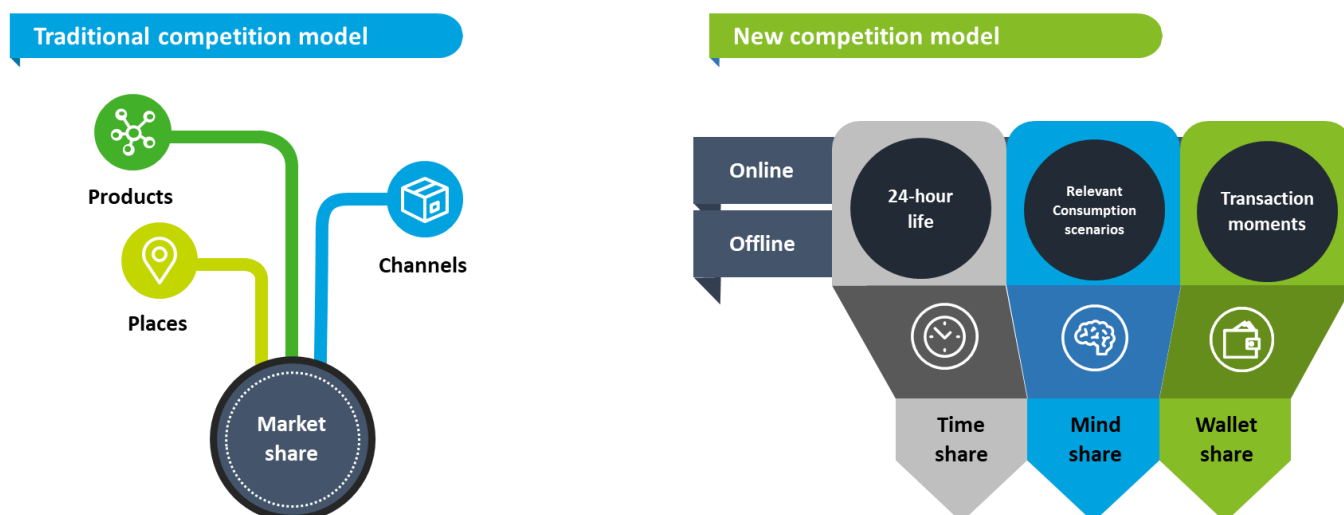 Traditional competition model
Products
Places
Channels
Market
share
New competition model
Online
Offline
24-hour
life
Relevant
Consumption
scenarios
Transaction
moments
Time
share
Mind
share
Wallet
share